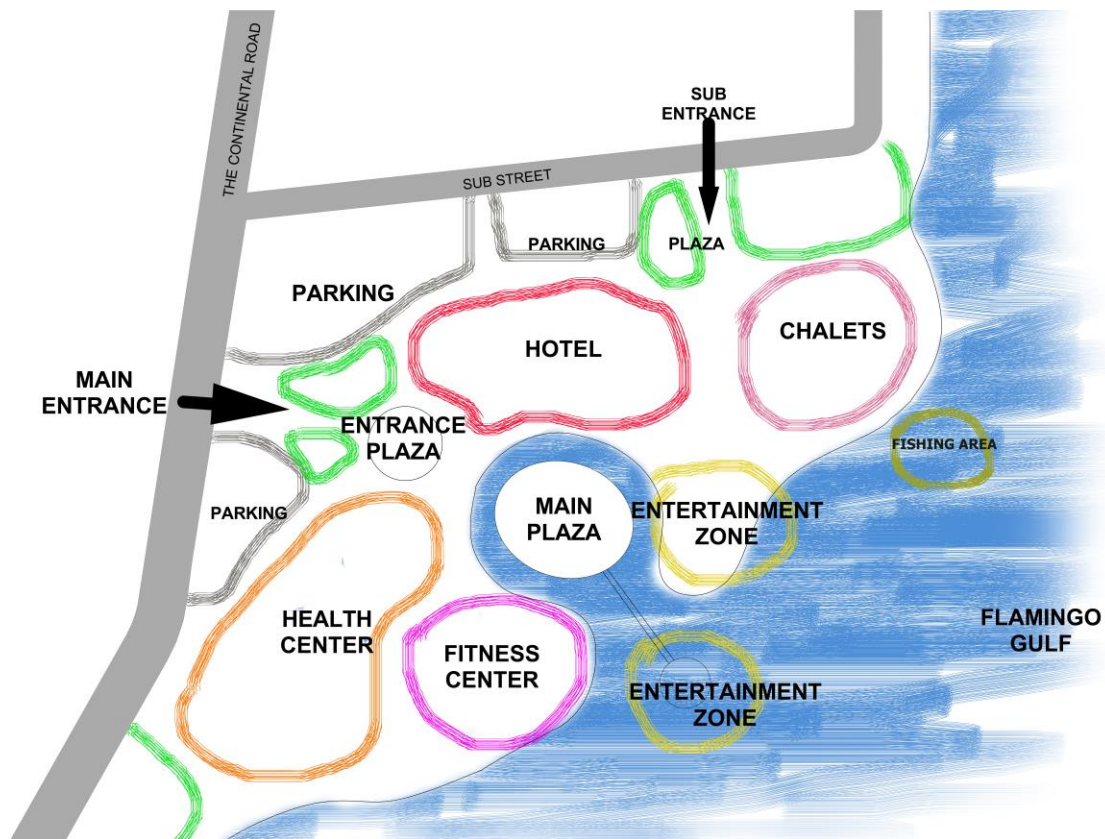 THE CONTINENTAL ROAD
SUB
ENTRANCE
SUB STREET
PARKING
PLAZA
PARKING
HOTEL
CHALETS
MAIN
ENTRANCE
ENTRANCE
PLAZA
FISHING AREA
PARKING
MAIN
PLAZA
ENTERTAINMENT
ZONE
HEALTH
CENTER
FITNESS
CENTER
FLAMINGO
GULF
ENTERTAINMENT
ZONE